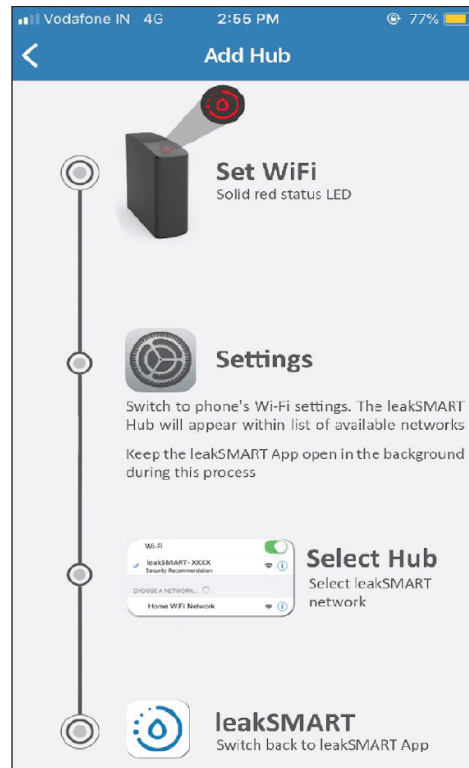 Vodafone IN 4G 2:55 PM 77%
Add Hub
Set WiFi
Solid red status LED
Settings
Switch to phone's Wi-Fi settings. The leakSMART
Hub will appear within list of available networks
Keep the leakSMART App open in the background
during this process
Wi-Fi
leakSMART- XXXX
Security Recommendation
CHOOSE A NETWORK...
Home WiFi Network
Select Hub
Select leakSMART
network
leakSMART
Switch back to leakSMART App